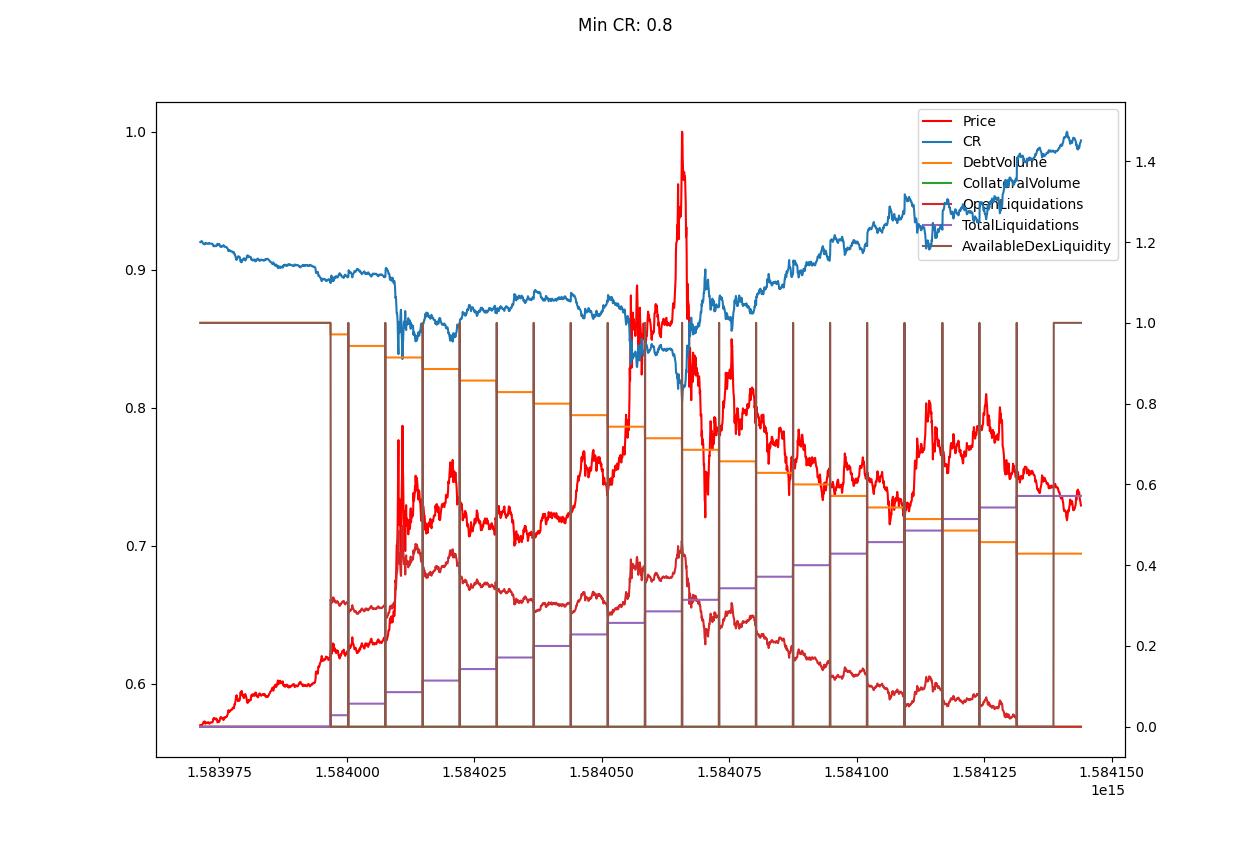 Min CR: 0.8
1.0
0.9
0.8
0.7
0.6
1.4
1.2
1.0
0.8
0.6
0.4
0.2
0.0
Price
CR
DebtVolume
CollateralVolume
OpenLiquidations
TotalLiquidations
AvailableDexLiquidity
1.583975 1.584000 1.584025 1.584050 1.584075 1.584100 1.584125 1.584150
1e15